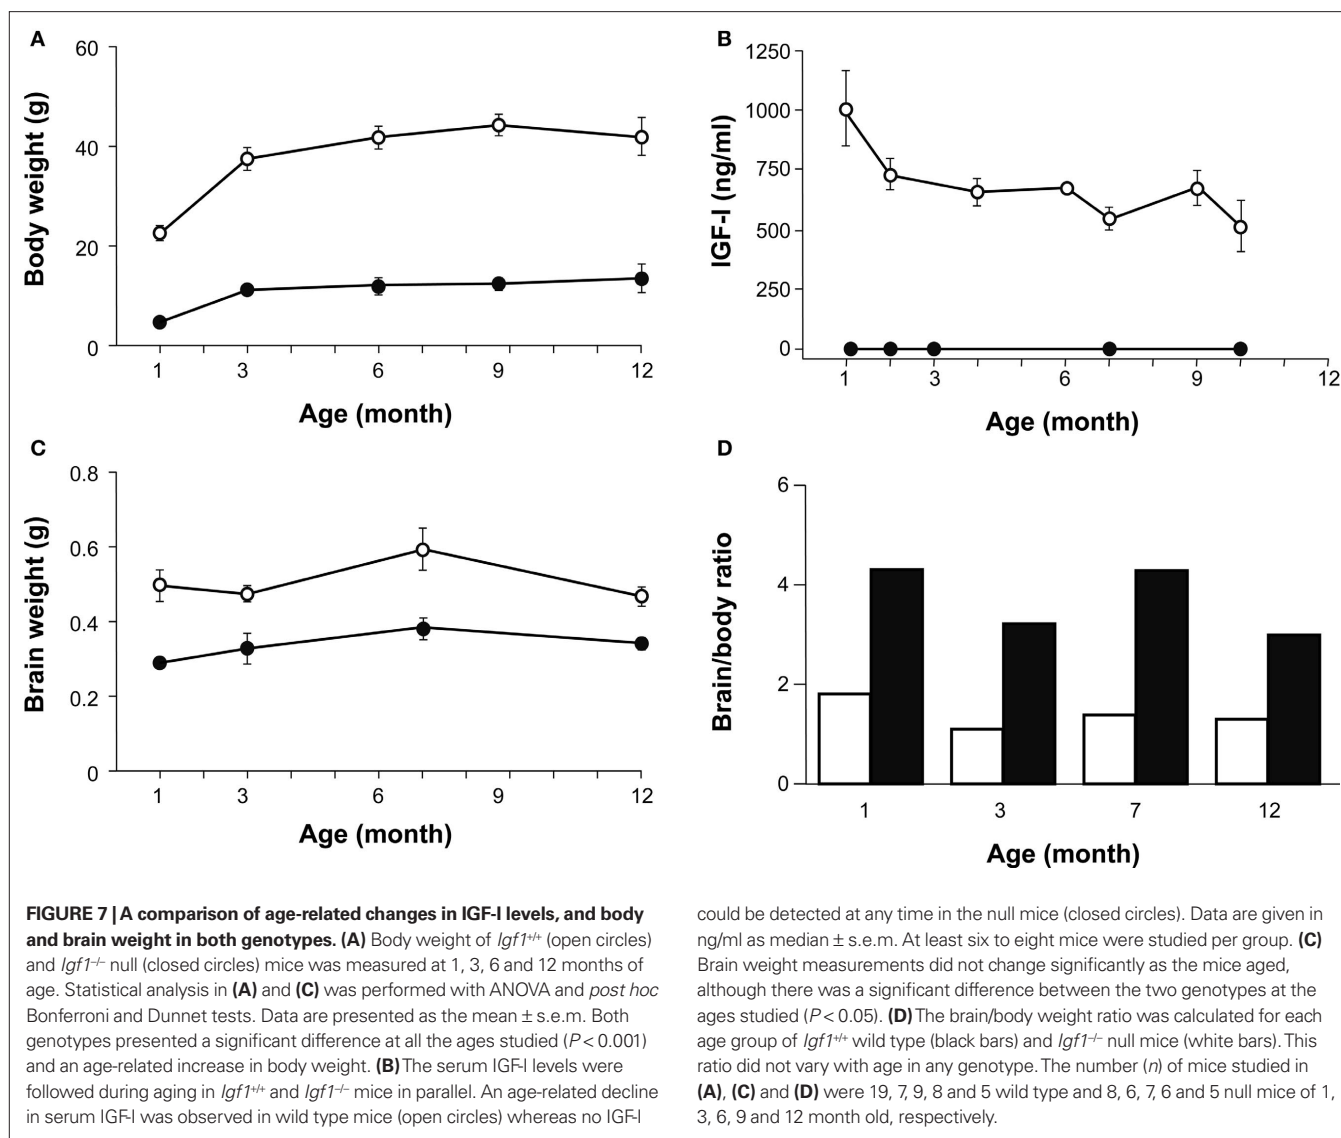 A
60
40
20
0
Body weight (g)
1 3 6 9 12
Age (month)
B
1250
1000
750
500
250
0
IGF-I (ng/ml)
1 3 6 9 12
Age (month)
C
0.8
0.6
0.4
0.2
0
Brain weight (g)
1 3 6 9 12
Age (month)
D
6
4
2
0
Brain/body ratio
1 3 7 12
Age (month)
FIGURE 7 | A comparison of age-related changes in IGF-I levels, and body
and brain weight in both genotypes. (A) Body weight of Igf1+/+ (open circles)
and Igf1−/− null (closed circles) mice was measured at 1, 3, 6 and 12 months of
age. Statistical analysis in (A) and (C) was performed with ANOVA and post hoc
Bonferroni and Dunnet tests. Data are presented as the mean ± s.e.m. Both
genotypes presented a significant difference at all the ages studied (P < 0.001)
and an age-related increase in body weight. (B) The serum IGF-I levels were
followed during aging in Igf1+/+ and Igf1−/− mice in parallel. An age-related decline
in serum IGF-I was observed in wild type mice (open circles) whereas no IGF-I
could be detected at any time in the null mice (closed circles). Data are given in
ng/ml as median ± s.e.m. At least six to eight mice were studied per group. (C)
Brain weight measurements did not change significantly as the mice aged,
although there was a significant difference between the two genotypes at the
ages studied (P < 0.05). (D) The brain/body weight ratio was calculated for each
age group of Igf1+/+ wild type (black bars) and Igf1−/− null mice (white bars). This
ratio did not vary with age in any genotype. The number (n) of mice studied in
(A), (C) and (D) were 19, 7, 9, 8 and 5 wild type and 8, 6, 7, 6 and 5 null mice of 1,
3, 6, 9 and 12 month old, respectively.